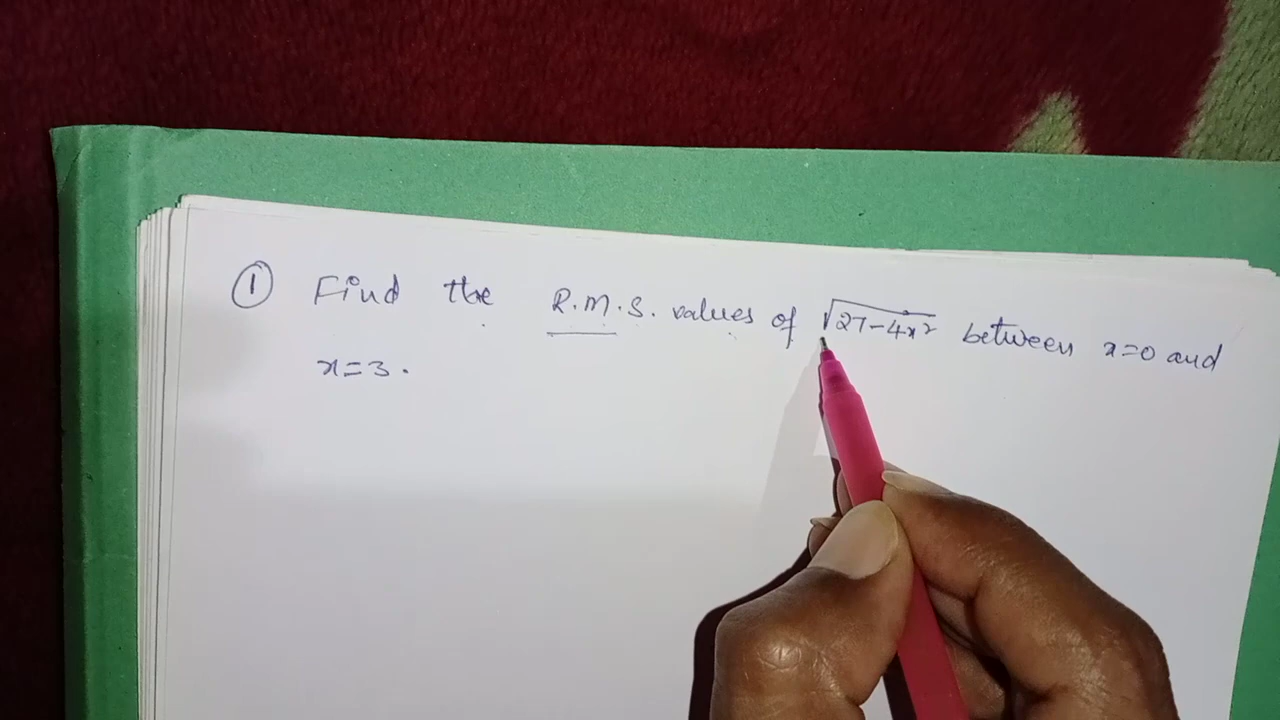 ① Find the R.M.S. values of √27-4x² between x=0 and
x=3.